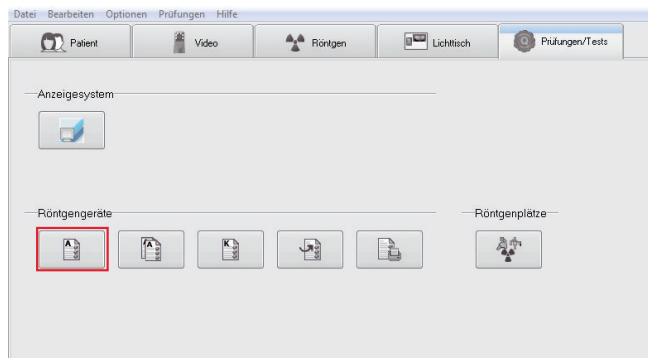 Datei Bearbeiten Optionen Prüfungen Hilfe
Patient Video Röntgen Lichttisch Prüfungen/Tests
Anzeigesystem
Röntgengeräte Röntgenplätze
A A K